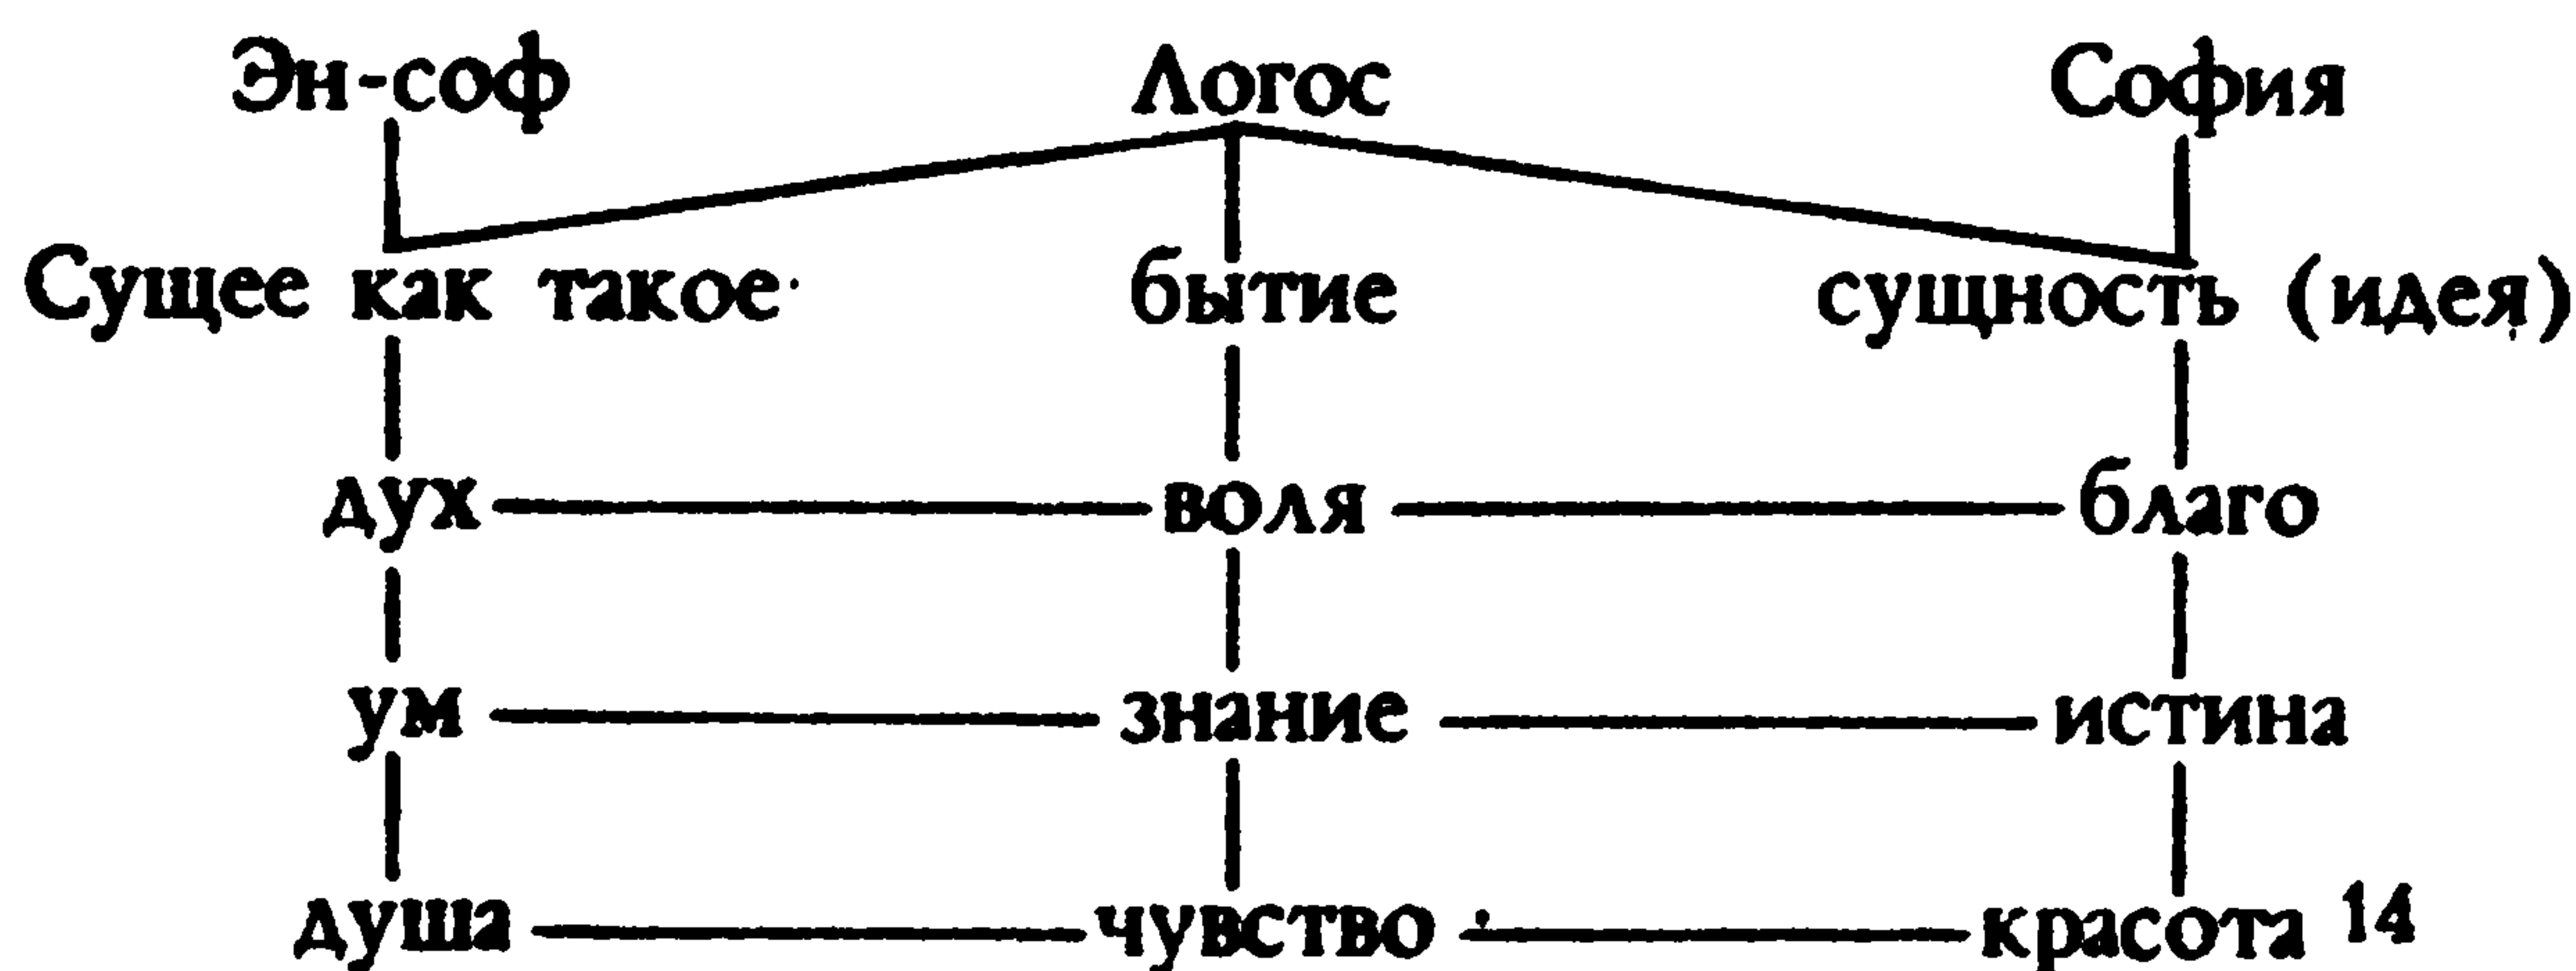 Эн-соф Логос София
Сущее как такое бытие сущность (идея)
дух воля благо
ум знание истина
душа чувство красота 14